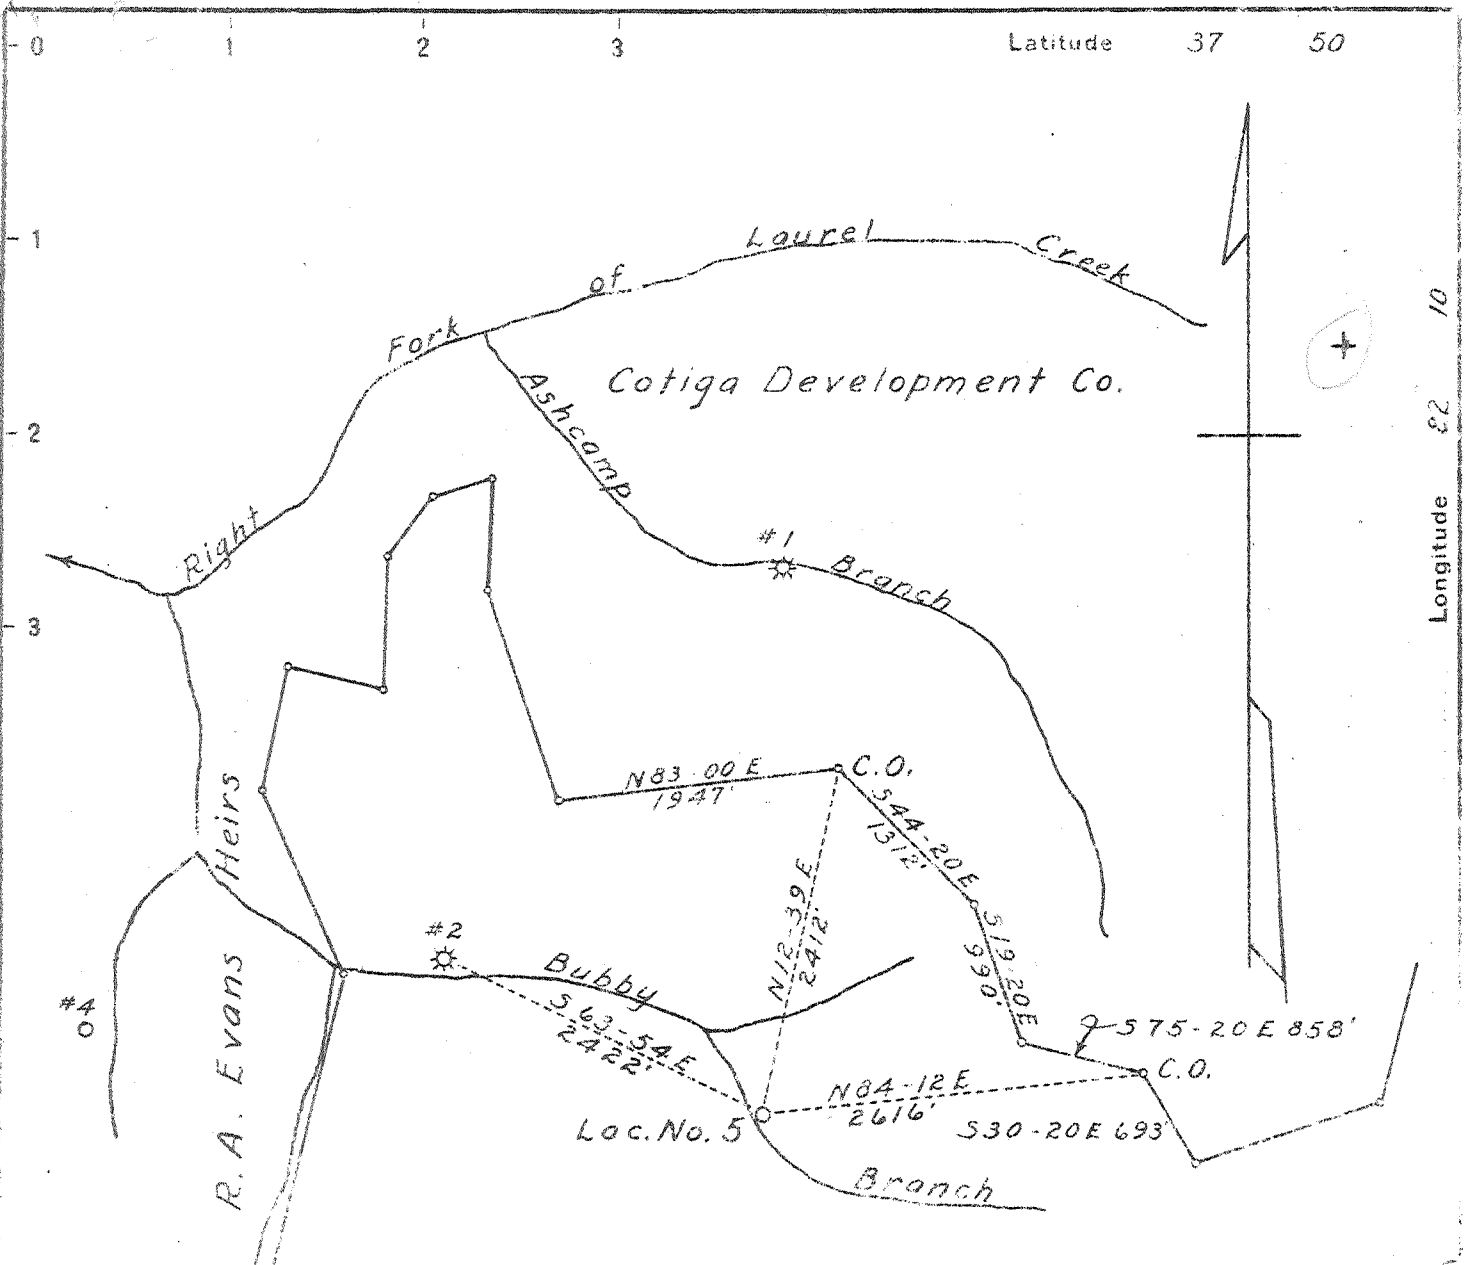 0 1 2 3 Latitude 37 50
1
2
3
Longitude 82 10
Right Fork of Laurel Creek
Cotiga Development Co.
Ashcamp Branch
#1
N83-00E
1947'
C.O.
S44-20E
1312'
S19-20E
990'
S75-20E 858'
C.O.
S30-20E 693'
N12-39E
2412'
#2
Bubby Branch
S63-54E
2422'
N84-12E
2616'
Loc. No. 5
#4
R.A. Evans Heirs